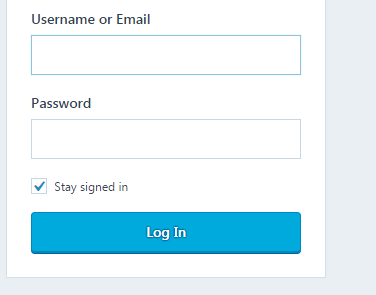 Username or Email
Password
Stay signed in
Log In